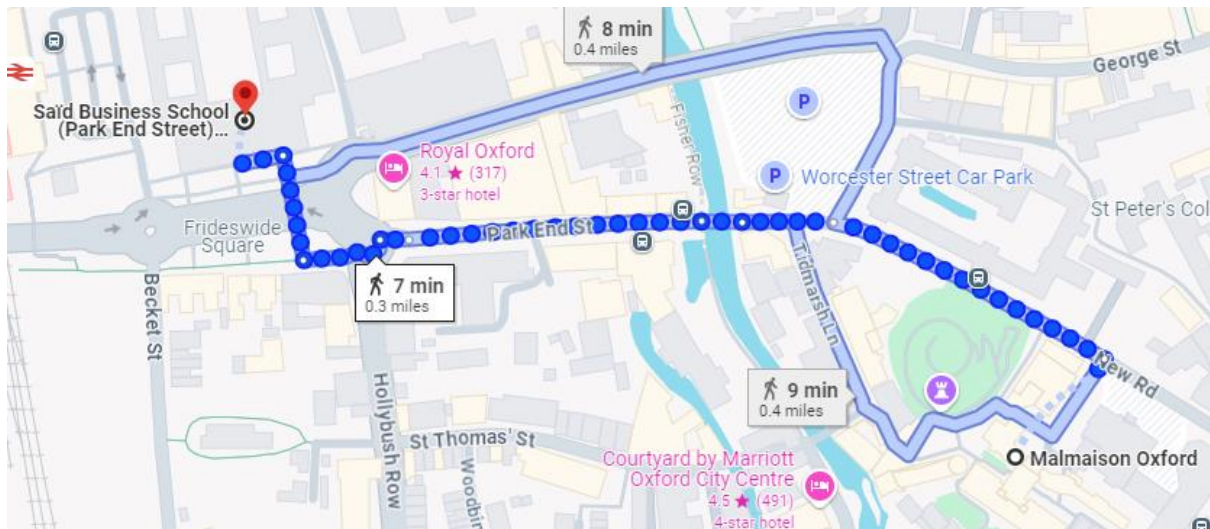 8 min
0.4 miles
George St
Saïd Business School
(Park End Street)...
P
Fisher Row
Royal Oxford
4.1 ★ (317)
3-star hotel
P
Worcester Street Car Park
St Peter's Col
Frideswide
Square
Park End St
Tidmarsh Ln
7 min
0.3 miles
Becket St
New Rd
9 min
0.4 miles
Hollybush Row
St Thomas' St
Woodbin
Courtyard by Marriott
Oxford City Centre
4.5 ★ (491)
4-star hotel
Malmaison Oxford